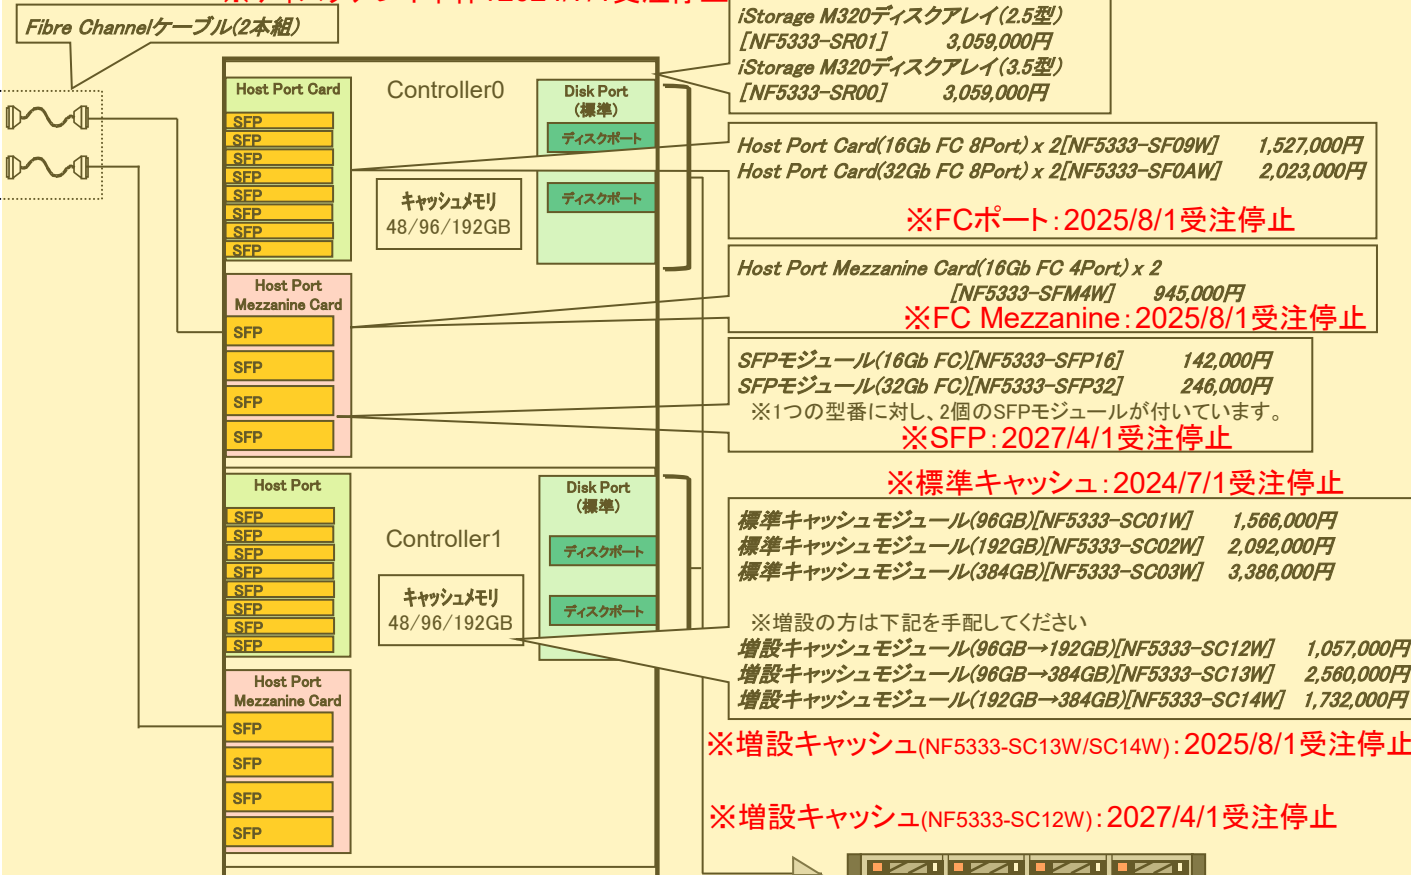 Fibre Channelケーブル(2本組)
iStorage M320ディスクアレイ(2.5型)
[NF5333-SR01] 3,059,000円
iStorage M320ディスクアレイ(3.5型)
[NF5333-SR00] 3,059,000円
Host Port Card
SFP
SFP
SFP
SFP
SFP
SFP
SFP
SFP
Controller0
キャッシュメモリ
48/96/192GB
Disk Port
(標準)
ディスクポート
ディスクポート
Host Port Card(16Gb FC 8Port) x 2[NF5333-SF09W] 1,527,000円
Host Port Card(32Gb FC 8Port) x 2[NF5333-SF0AW] 2,023,000円
※FCポート：2025/8/1受注停止
Host Port
Mezzanine Card
SFP
SFP
SFP
SFP
Host Port Mezzanine Card(16Gb FC 4Port) x 2
[NF5333-SFM4W] 945,000円
※FC Mezzanine：2025/8/1受注停止
SFPモジュール(16Gb FC)[NF5333-SFP16] 142,000円
SFPモジュール(32Gb FC)[NF5333-SFP32] 246,000円
※1つの型番に対し、2個のSFPモジュールが付いています。
※SFP：2027/4/1受注停止
※標準キャッシュ：2024/7/1受注停止
Host Port
SFP
SFP
SFP
SFP
SFP
SFP
SFP
SFP
Controller1
キャッシュメモリ
48/96/192GB
Disk Port
(標準)
ディスクポート
ディスクポート
標準キャッシュモジュール(96GB)[NF5333-SC01W] 1,566,000円
標準キャッシュモジュール(192GB)[NF5333-SC02W] 2,092,000円
標準キャッシュモジュール(384GB)[NF5333-SC03W] 3,386,000円
※増設の方は下記を手配してください
増設キャッシュモジュール(96GB→192GB)[NF5333-SC12W] 1,057,000円
増設キャッシュモジュール(96GB→384GB)[NF5333-SC13W] 2,560,000円
増設キャッシュモジュール(192GB→384GB)[NF5333-SC14W] 1,732,000円
Host Port
Mezzanine Card
SFP
SFP
SFP
SFP
※増設キャッシュ(NF5333-SC13W/SC14W)：2025/8/1受注停止
※増設キャッシュ(NF5333-SC12W)：2027/4/1受注停止